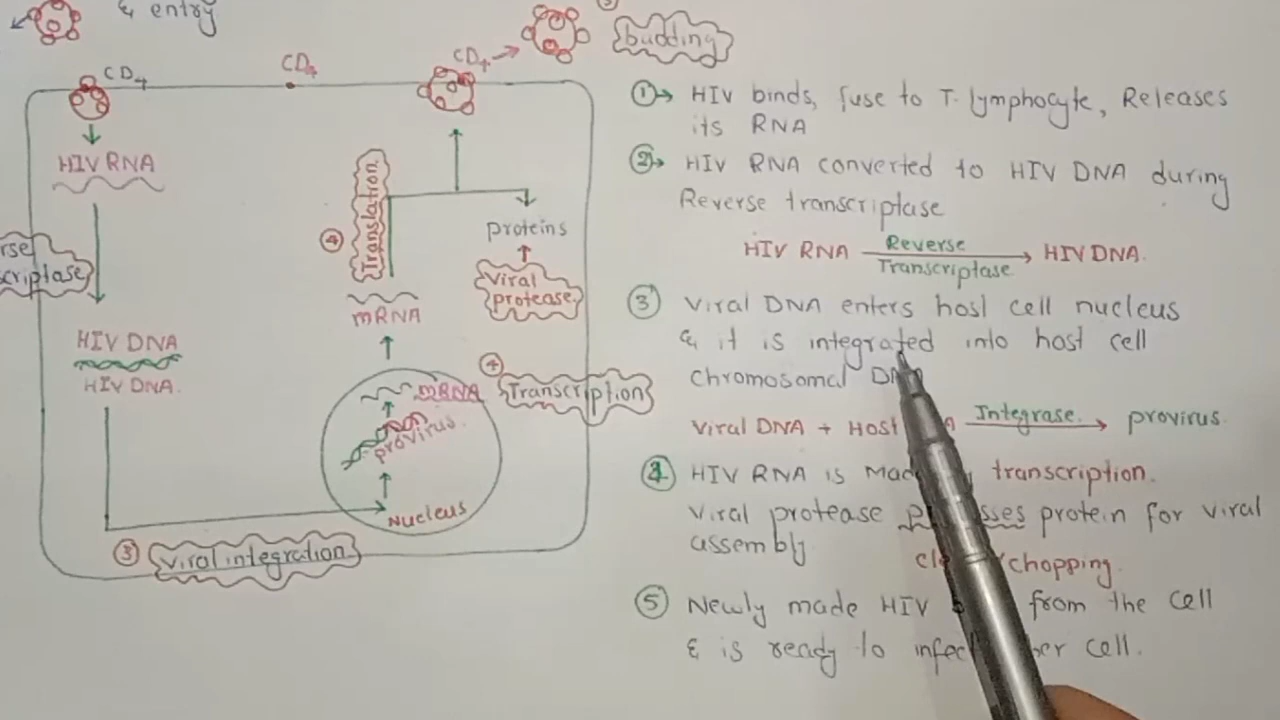 & entry
CD4
HIV RNA
HIV DNA
HIV DNA.
③ Viral integration
CD4
CD4
⑤ budding
④ Translation
mRNA
proteins
Viral
protease.
④ Transcription
mRNA
provirus.
Nucleus
①→ HIV binds, fuse to T. lymphocyte, Releases
its RNA
②→ HIV RNA converted to HIV DNA during
Reverse transcriptase
HIV RNA Reverse Transcriptase → HIV DNA.
③ Viral DNA enters host cell nucleus
& it is integrated into host cell
chromosomal
Viral DNA + Host Integrase. → provirus.
④ HIV RNA is transcription.
Viral protease protein for viral
assembly.
chopping.
⑤ Newly made HIV from the cell
& is ready to cell.